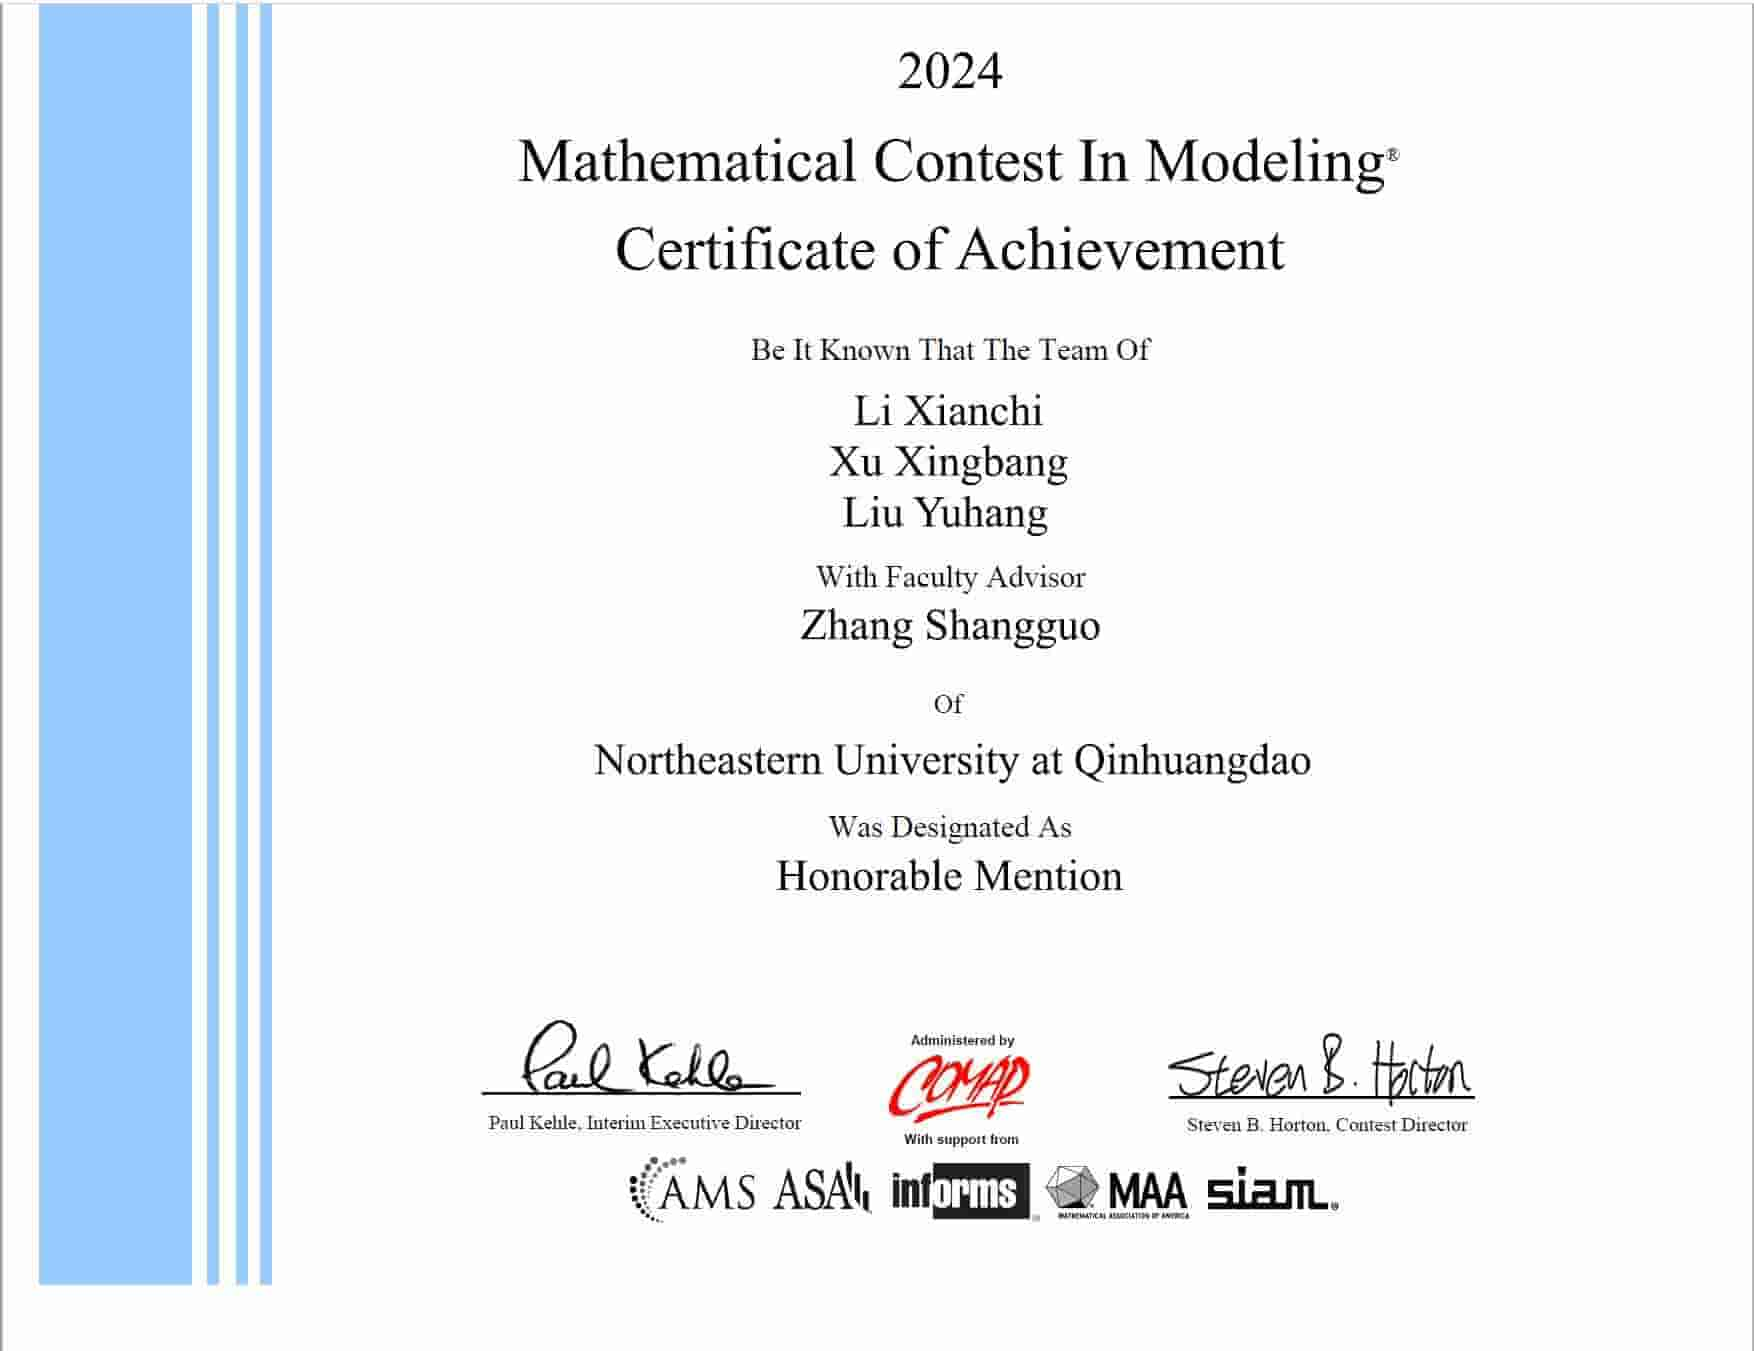 2024
Mathematical Contest In Modeling®
Certificate of Achievement
Be It Known That The Team Of
Li Xianchi
Xu Xingbang
Liu Yuhang
With Faculty Advisor
Zhang Shangguo
Of
Northeastern University at Qinhuangdao
Was Designated As
Honorable Mention
Paul Kehle
Paul Kehle, Interim Executive Director
Administered by
COMAP
With support from
Steven B. Horton
Steven B. Horton, Contest Director
AMS ASA informs® MAA siam®
MATHEMATICAL ASSOCIATION OF AMERICA